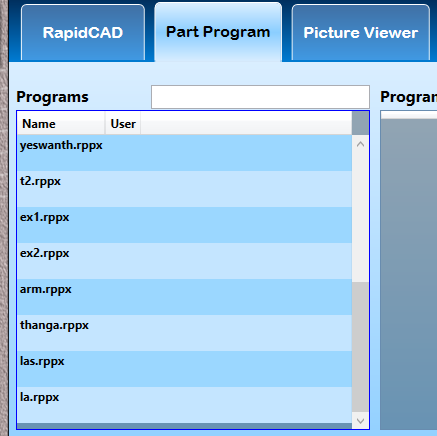 RapidCAD
Part Program
Picture Viewer
Programs
Program
Name User
yeswanth.rppx
t2.rppx
ex1.rppx
ex2.rppx
arm.rppx
thanga.rppx
las.rppx
la.rppx